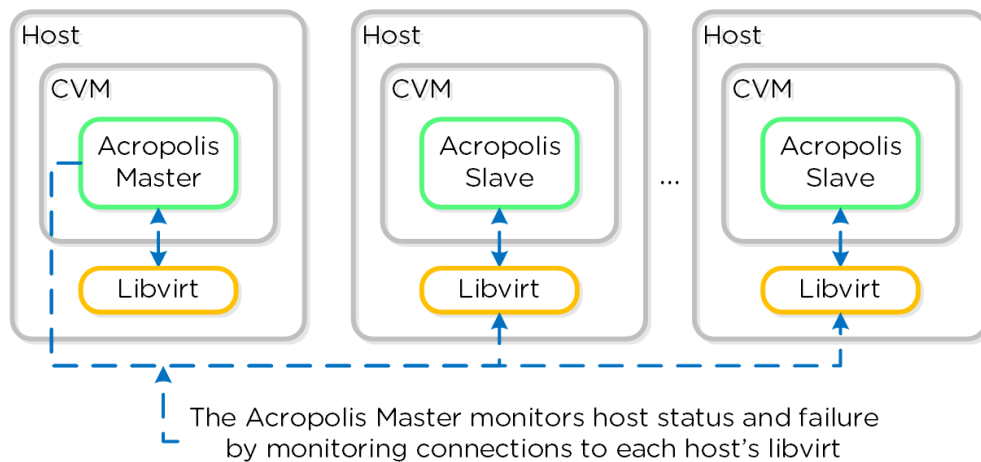 Host
CVM
Acropolis
Master
Libvirt
Host
CVM
Acropolis
Slave
Libvirt
...
Host
CVM
Acropolis
Slave
Libvirt
The Acropolis Master monitors host status and failure
by monitoring connections to each host's libvirt